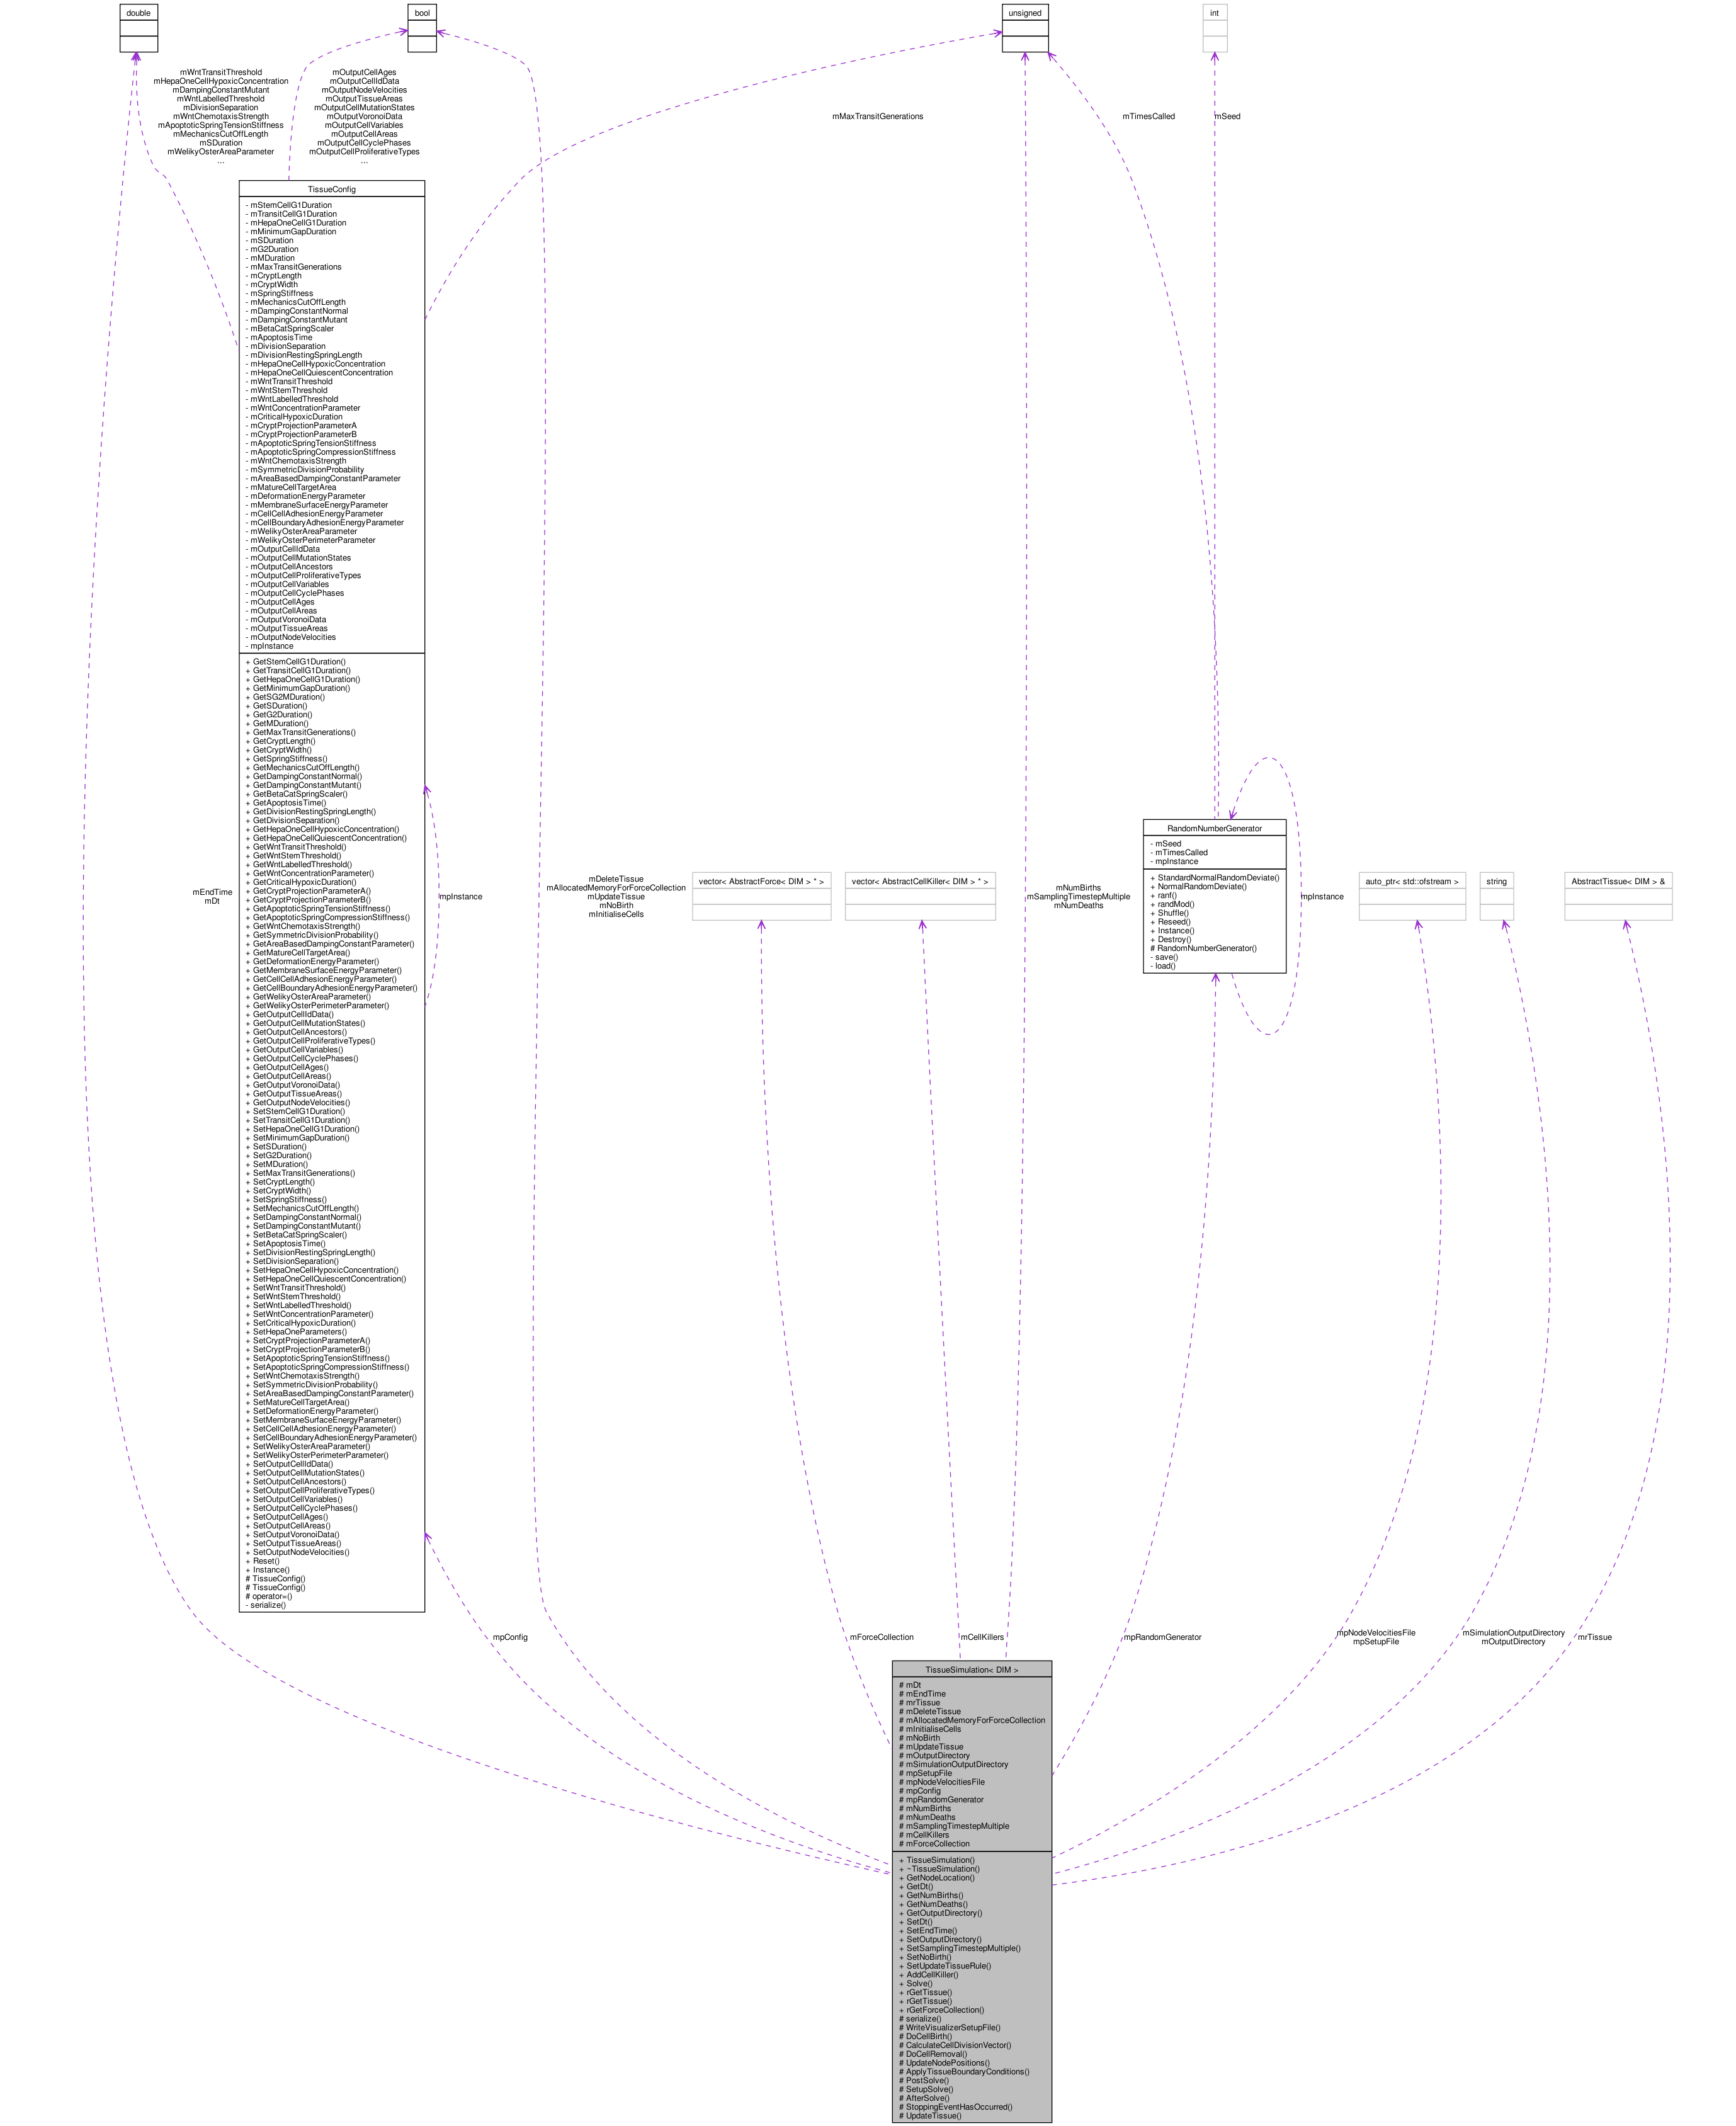 double
bool
unsigned
int
mWntTransitThreshold
mHepaOneCellHypoxicConcentration
mDampingConstantMutant
mWntLabelledThreshold
mDivisionSeparation
mWntChemotaxisStrength
mApoptoticSpringTensionStiffness
mMechanicsCutOffLength
mSDuration
mWelikyOsterAreaParameter
...
mOutputCellAges
mOutputCellIdData
mOutputNodeVelocities
mOutputTissueAreas
mOutputCellMutationStates
mOutputVoronoiData
mOutputCellVariables
mOutputCellAreas
mOutputCellCyclePhases
mOutputCellProliferativeTypes
...
mMaxTransitGenerations
mTimesCalled
mSeed
TissueConfig
- mStemCellG1Duration
- mTransitCellG1Duration
- mHepaOneCellG1Duration
- mMinimumGapDuration
- mSDuration
- mG2Duration
- mMDuration
- mMaxTransitGenerations
- mCryptLength
- mCryptWidth
- mSpringStiffness
- mMechanicsCutOffLength
- mDampingConstantNormal
- mDampingConstantMutant
- mBetaCatSpringScaler
- mApoptosisTime
- mDivisionSeparation
- mDivisionRestingSpringLength
- mHepaOneCellHypoxicConcentration
- mHepaOneCellQuiescentConcentration
- mWntTransitThreshold
- mWntStemThreshold
- mWntLabelledThreshold
- mWntConcentrationParameter
- mCriticalHypoxicDuration
- mCryptProjectionParameterA
- mCryptProjectionParameterB
- mApoptoticSpringTensionStiffness
- mApoptoticSpringCompressionStiffness
- mWntChemotaxisStrength
- mSymmetricDivisionProbability
- mAreaBasedDampingConstantParameter
- mMatureCellTargetArea
- mDeformationEnergyParameter
- mMembraneSurfaceEnergyParameter
- mCellCellAdhesionEnergyParameter
- mCellBoundaryAdhesionEnergyParameter
- mWelikyOsterAreaParameter
- mWelikyOsterPerimeterParameter
- mOutputCellIdData
- mOutputCellMutationStates
- mOutputCellAncestors
- mOutputCellProliferativeTypes
- mOutputCellVariables
- mOutputCellCyclePhases
- mOutputCellAges
- mOutputCellAreas
- mOutputVoronoiData
- mOutputTissueAreas
- mOutputNodeVelocities
- mpInstance
+ GetStemCellG1Duration()
+ GetTransitCellG1Duration()
+ GetHepaOneCellG1Duration()
+ GetMinimumGapDuration()
+ GetSG2MDuration()
+ GetSDuration()
+ GetG2Duration()
+ GetMDuration()
+ GetMaxTransitGenerations()
+ GetCryptLength()
+ GetCryptWidth()
+ GetSpringStiffness()
+ GetMechanicsCutOffLength()
+ GetDampingConstantNormal()
+ GetDampingConstantMutant()
+ GetBetaCatSpringScaler()
+ GetApoptosisTime()
+ GetDivisionRestingSpringLength()
+ GetDivisionSeparation()
+ GetHepaOneCellHypoxicConcentration()
+ GetHepaOneCellQuiescentConcentration()
+ GetWntTransitThreshold()
+ GetWntStemThreshold()
+ GetWntLabelledThreshold()
+ GetWntConcentrationParameter()
+ GetCriticalHypoxicDuration()
+ GetCryptProjectionParameterA()
+ GetCryptProjectionParameterB()
+ GetApoptoticSpringTensionStiffness()
+ GetApoptoticSpringCompressionStiffness()
+ GetWntChemotaxisStrength()
+ GetSymmetricDivisionProbability()
+ GetAreaBasedDampingConstantParameter()
+ GetMatureCellTargetArea()
+ GetDeformationEnergyParameter()
+ GetMembraneSurfaceEnergyParameter()
+ GetCellCellAdhesionEnergyParameter()
+ GetCellBoundaryAdhesionEnergyParameter()
+ GetWelikyOsterAreaParameter()
+ GetWelikyOsterPerimeterParameter()
+ GetOutputCellIdData()
+ GetOutputCellMutationStates()
+ GetOutputCellAncestors()
+ GetOutputCellProliferativeTypes()
+ GetOutputCellVariables()
+ GetOutputCellCyclePhases()
+ GetOutputCellAges()
+ GetOutputCellAreas()
+ GetOutputVoronoiData()
+ GetOutputTissueAreas()
+ GetOutputNodeVelocities()
+ SetStemCellG1Duration()
+ SetTransitCellG1Duration()
+ SetHepaOneCellG1Duration()
+ SetMinimumGapDuration()
+ SetSDuration()
+ SetG2Duration()
+ SetMDuration()
+ SetMaxTransitGenerations()
+ SetCryptLength()
+ SetCryptWidth()
+ SetSpringStiffness()
+ SetMechanicsCutOffLength()
+ SetDampingConstantNormal()
+ SetDampingConstantMutant()
+ SetBetaCatSpringScaler()
+ SetApoptosisTime()
+ SetDivisionRestingSpringLength()
+ SetDivisionSeparation()
+ SetHepaOneCellHypoxicConcentration()
+ SetHepaOneCellQuiescentConcentration()
+ SetWntTransitThreshold()
+ SetWntStemThreshold()
+ SetWntLabelledThreshold()
+ SetWntConcentrationParameter()
+ SetCriticalHypoxicDuration()
+ SetHepaOneParameters()
+ SetCryptProjectionParameterA()
+ SetCryptProjectionParameterB()
+ SetApoptoticSpringTensionStiffness()
+ SetApoptoticSpringCompressionStiffness()
+ SetWntChemotaxisStrength()
+ SetSymmetricDivisionProbability()
+ SetAreaBasedDampingConstantParameter()
+ SetMatureCellTargetArea()
+ SetDeformationEnergyParameter()
+ SetMembraneSurfaceEnergyParameter()
+ SetCellCellAdhesionEnergyParameter()
+ SetCellBoundaryAdhesionEnergyParameter()
+ SetWelikyOsterAreaParameter()
+ SetWelikyOsterPerimeterParameter()
+ SetOutputCellIdData()
+ SetOutputCellMutationStates()
+ SetOutputCellAncestors()
+ SetOutputCellProliferativeTypes()
+ SetOutputCellVariables()
+ SetOutputCellCyclePhases()
+ SetOutputCellAges()
+ SetOutputCellAreas()
+ SetOutputVoronoiData()
+ SetOutputTissueAreas()
+ SetOutputNodeVelocities()
+ Reset()
+ Instance()
# TissueConfig()
# TissueConfig()
# operator=()
- serialize()
mEndTime
mDt
mpInstance
mDeleteTissue
mAllocatedMemoryForForceCollection
mUpdateTissue
mNoBirth
mInitialiseCells
vector< AbstractForce< DIM > * >
vector< AbstractCellKiller< DIM > * >
mNumBirths
mSamplingTimestepMultiple
mNumDeaths
RandomNumberGenerator
- mSeed
- mTimesCalled
- mpInstance
+ StandardNormalRandomDeviate()
+ NormalRandomDeviate()
+ ranf()
+ randMod()
+ Shuffle()
+ Reseed()
+ Instance()
+ Destroy()
# RandomNumberGenerator()
- save()
- load()
mpInstance
auto_ptr< std::ofstream >
string
AbstractTissue< DIM > &
mpConfig
mForceCollection
mCellKillers
mpRandomGenerator
mpNodeVelocitiesFile
mpSetupFile
mSimulationOutputDirectory
mOutputDirectory
mrTissue
TissueSimulation< DIM >
# mDt
# mEndTime
# mrTissue
# mDeleteTissue
# mAllocatedMemoryForForceCollection
# mInitialiseCells
# mNoBirth
# mUpdateTissue
# mOutputDirectory
# mSimulationOutputDirectory
# mpSetupFile
# mpNodeVelocitiesFile
# mpConfig
# mpRandomGenerator
# mNumBirths
# mNumDeaths
# mSamplingTimestepMultiple
# mCellKillers
# mForceCollection
+ TissueSimulation()
+ ~TissueSimulation()
+ GetNodeLocation()
+ GetDt()
+ GetNumBirths()
+ GetNumDeaths()
+ GetOutputDirectory()
+ SetDt()
+ SetEndTime()
+ SetOutputDirectory()
+ SetSamplingTimestepMultiple()
+ SetNoBirth()
+ SetUpdateTissueRule()
+ AddCellKiller()
+ Solve()
+ rGetTissue()
+ rGetTissue()
+ rGetForceCollection()
# serialize()
# WriteVisualizerSetupFile()
# DoCellBirth()
# CalculateCellDivisionVector()
# DoCellRemoval()
# UpdateNodePositions()
# ApplyTissueBoundaryConditions()
# PostSolve()
# SetupSolve()
# AfterSolve()
# StoppingEventHasOccurred()
# UpdateTissue()